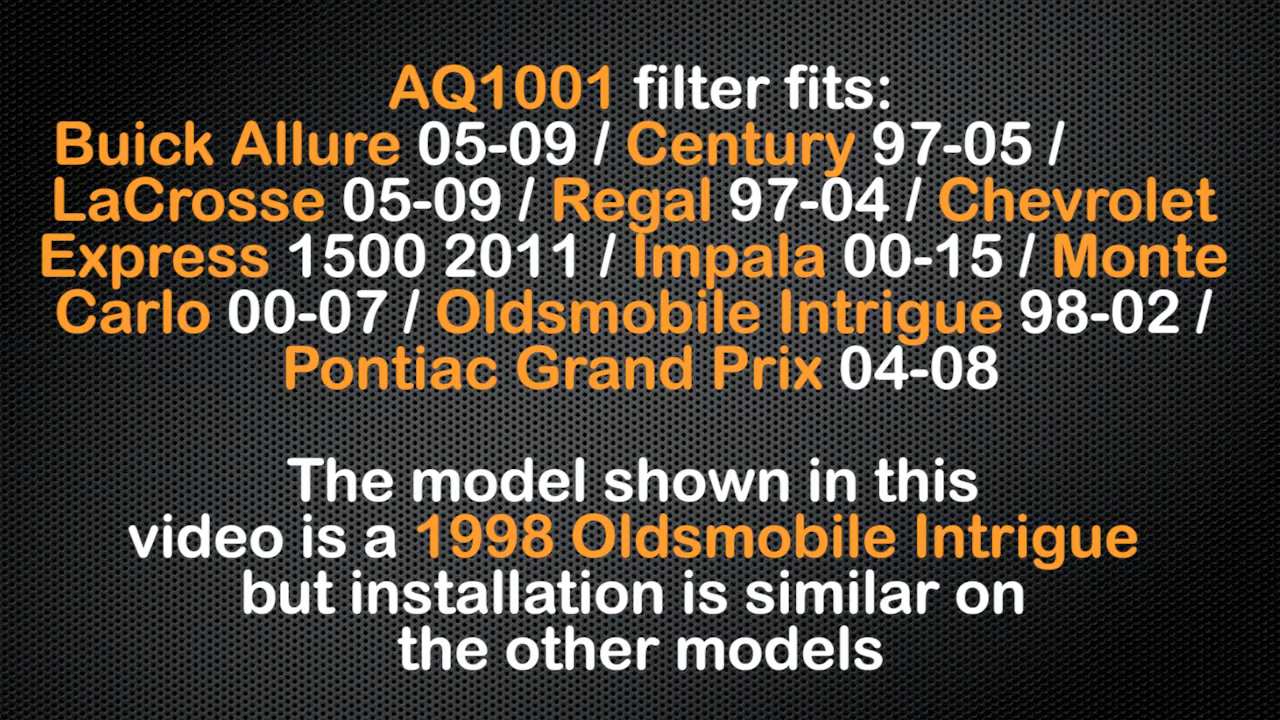 AQ1001 filter fits:
Buick Allure 05-09 / Century 97-05 /
LaCrosse 05-09 / Regal 97-04 / Chevrolet
Express 1500 2011 / Impala 00-15 / Monte
Carlo 00-07 / Oldsmobile Intrigue 98-02 /
Pontiac Grand Prix 04-08
The model shown in this
video is a 1998 Oldsmobile Intrigue
but installation is similar on
the other models